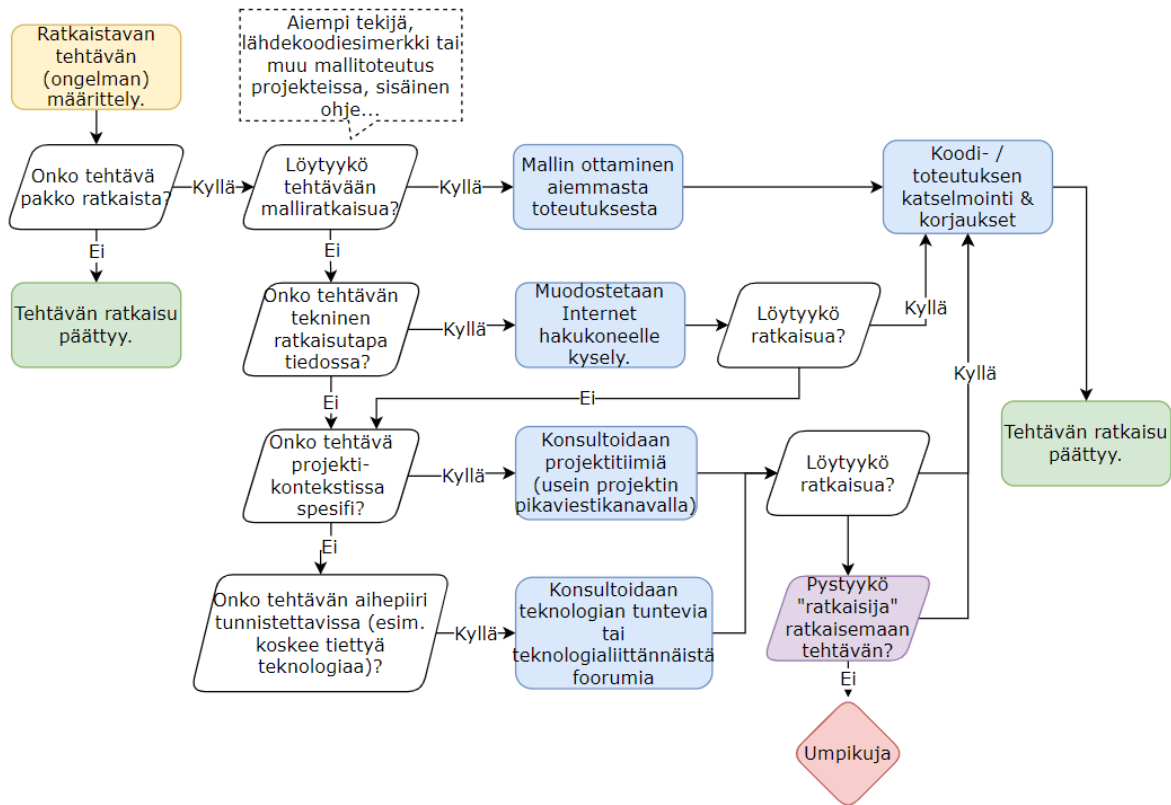 Ratkaistavan
tehtävän
(ongelman)
määrittely.
Aiempi tekijä,
lähdekoodiesimerkki tai
muu mallitoteutus
projekteissa, sisäinen
ohje...
Onko tehtävä
pakko ratkaista?
Kyllä
Löytyykö
tehtävään
malliratkaisua?
Kyllä
Mallin ottaminen
aiemmasta
toteutuksesta
Koodi- /
toteutuksen
katselmointi &
korjaukset
Ei
Ei
Tehtävän ratkaisu
päättyy.
Onko tehtävän
tekninen
ratkaisutapa
tiedossa?
Kyllä
Muodostetaan
Internet
hakukoneelle
kysely.
Löytyykö
ratkaisua?
Kyllä
Kyllä
Ei
Ei
Tehtävän ratkaisu
päättyy.
Onko tehtävä
projekti-
kontekstissa
spesifi?
Kyllä
Konsultoidaan
projektitiimiä
(usein projektin
pikaviestikanavalla)
Löytyykö
ratkaisua?
Ei
Onko tehtävän aihepiiri
tunnistettavissa (esim.
koskee tiettyä
teknologiaa)?
Kyllä
Konsultoidaan
teknologian tuntevia
tai
teknologialiittännäistä
foorumia
Pystyykö
"ratkaisija"
ratkaisemaan
tehtävän?
Ei
Umpikuja